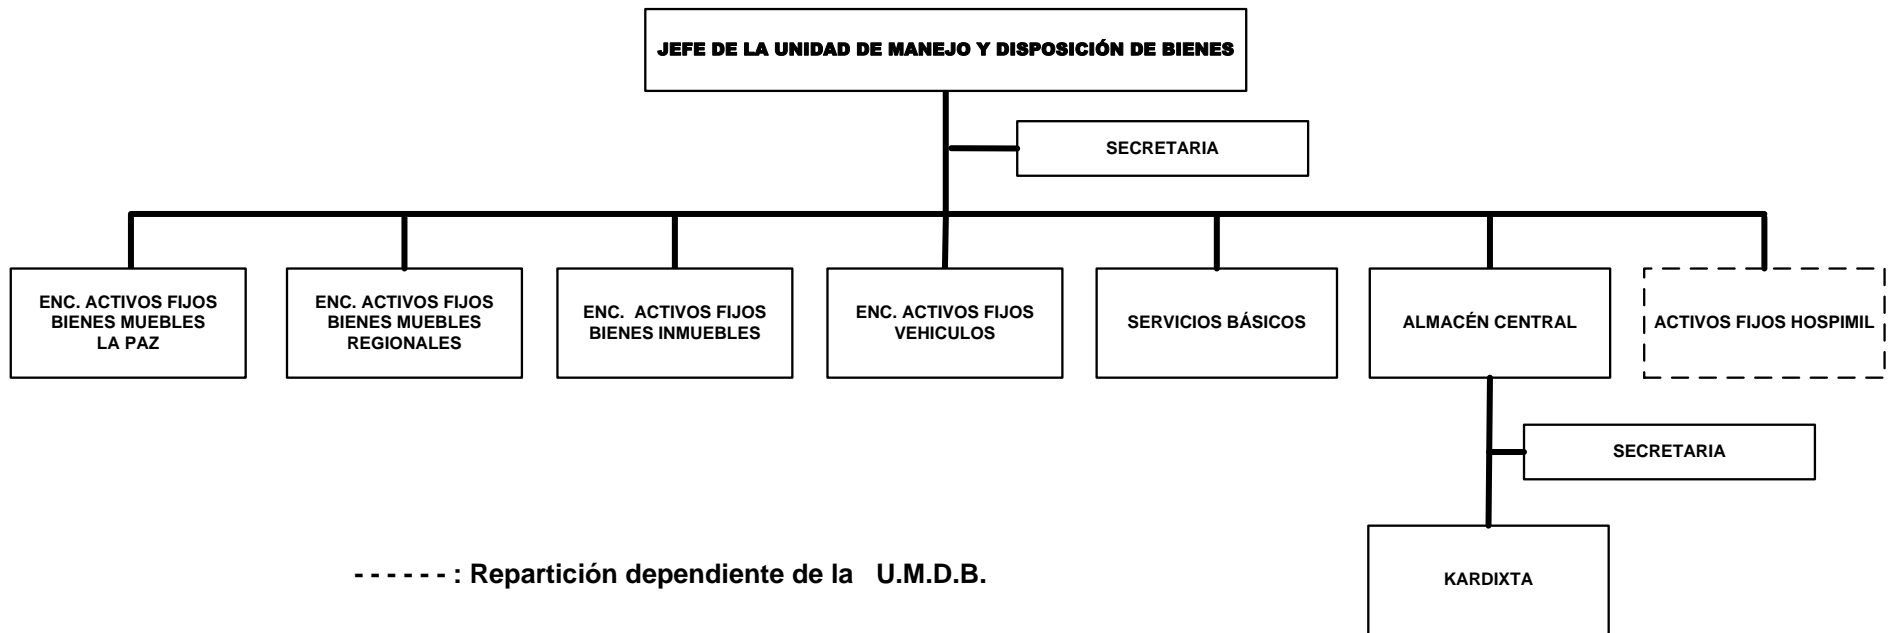 JEFE DE LA UNIDAD DE MANEJO Y DISPOSICIÓN DE BIENES
SECRETARIA
ENC. ACTIVOS FIJOS
BIENES MUEBLES
LA PAZ
ENC. ACTIVOS FIJOS
BIENES MUEBLES
REGIONALES
ENC. ACTIVOS FIJOS
BIENES INMUEBLES
ENC. ACTIVOS FIJOS
VEHICULOS
SERVICIOS BÁSICOS
ALMACÉN CENTRAL
ACTIVOS FIJOS HOSPIMIL
SECRETARIA
KARDIXTA
- - - - - - : Repartición dependiente de la U.M.D.B.